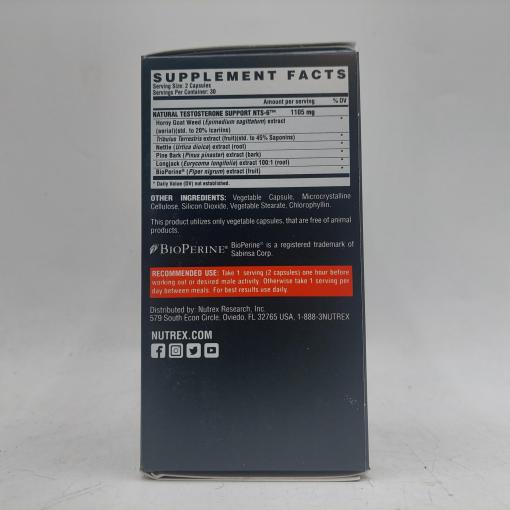 SUPPLEMENT FACTS
Serving Size: 2 Capsules
Servings Per Container: 30
Amount per serving % DV
NATURAL TESTOSTERONE SUPPORT NTS-6™ 1105 mg
Horny Goat Weed (Epimedium sagittatum) extract *
(aerial)(std. to 20% Icariins)
Tribulus Terrestris extract (fruit)(std. to 45% Saponins) *
Nettle (Urtica dioica) extract (root) *
Pine Bark (Pinus pinaster) extract (bark) *
Longjack (Eurycoma longifolia) extract 100:1 (root) *
BioPerine® (Piper nigrum) extract (fruit) *
* Daily Value (DV) not established.
OTHER INGREDIENTS: Vegetable Capsule, Microcrystalline
Cellulose, Silicon Dioxide, Vegetable Stearate, Chlorophyllin.
This product utilizes only vegetable capsules, that are free of animal
products.
BIOPERINE® BioPerine® is a registered trademark of
Sabinsa Corp.
RECOMMENDED USE: Take 1 serving (2 capsules) one hour before
working out or desired male activity. Otherwise take 1 serving per
day between meals. For best results use daily.
Distributed by: Nutrex Research, Inc.
579 South Econ Circle, Oviedo, FL 32765 USA, 1-888-3NUTREX
NUTREX.COM